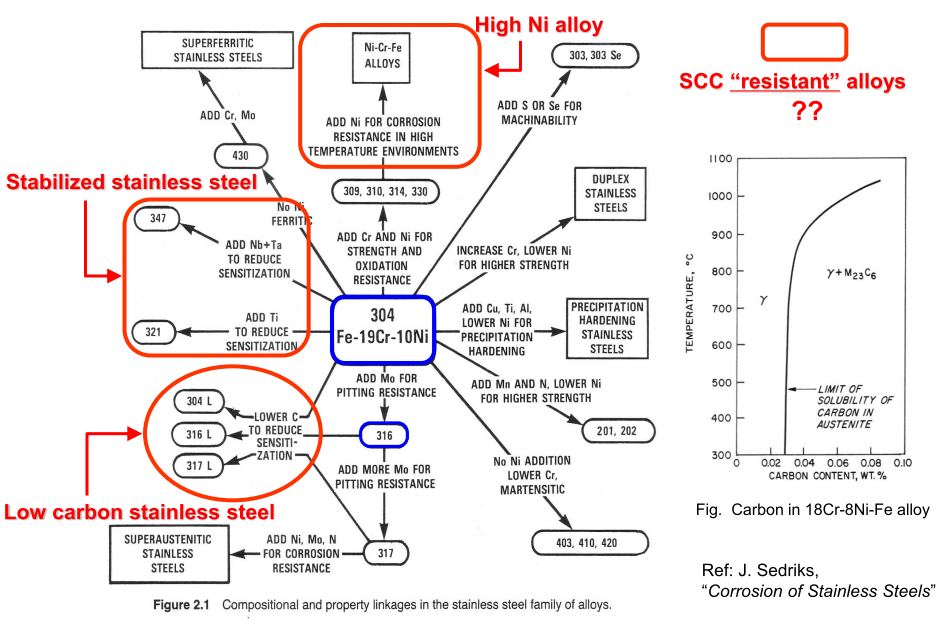 High Ni alloy
SUPERFERRITIC
STAINLESS STEELS
Ni-Cr-Fe
ALLOYS
303, 303 Se
SCC “resistant” alloys
??
ADD Cr, Mo
ADD Ni FOR CORROSION
RESISTANCE IN HIGH
TEMPERATURE ENVIRONMENTS
ADD S OR Se FOR
MACHINABILITY
430
Stabilized stainless steel
309, 310, 314, 330
DUPLEX
STAINLESS
STEELS
No Ni,
FERRITIC
347
ADD Nb+Ta
TO REDUCE
SENSITIZATION
ADD Cr AND Ni FOR
STRENGTH AND
OXIDATION
RESISTANCE
INCREASE Cr, LOWER Ni
FOR HIGHER STRENGTH
321
ADD Ti
TO REDUCE
SENSITIZATION
304
Fe-19Cr-10Ni
ADD Cu, Ti, Al,
LOWER Ni FOR
PRECIPITATION
HARDENING
PRECIPITATION
HARDENING
STAINLESS
STEELS
ADD Mo FOR
PITTING RESISTANCE
ADD Mn AND N, LOWER Ni
FOR HIGHER STRENGTH
304 L
316 L
317 L
LOWER C
TO REDUCE
SENSITI-
ZATION
316
201, 202
ADD MORE Mo FOR
PITTING RESISTANCE
No Ni ADDITION
LOWER Cr,
MARTENSITIC
Low carbon stainless steel
SUPERAUSTENITIC
STAINLESS
STEELS
ADD Ni, Mo, N
FOR CORROSION
RESISTANCE
317
403, 410, 420
Figure 2.1 Compositional and property linkages in the stainless steel family of alloys.
TEMPERATURE, °C
1100
1000
900
800
700
600
500
400
300
γ
γ + M23C6
LIMIT OF
SOLUBILITY OF
CARBON IN
AUSTENITE
0 0.02 0.04 0.06 0.08 0.10
CARBON CONTENT, WT. %
Fig. Carbon in 18Cr-8Ni-Fe alloy
Ref: J. Sedriks,
“Corrosion of Stainless Steels”